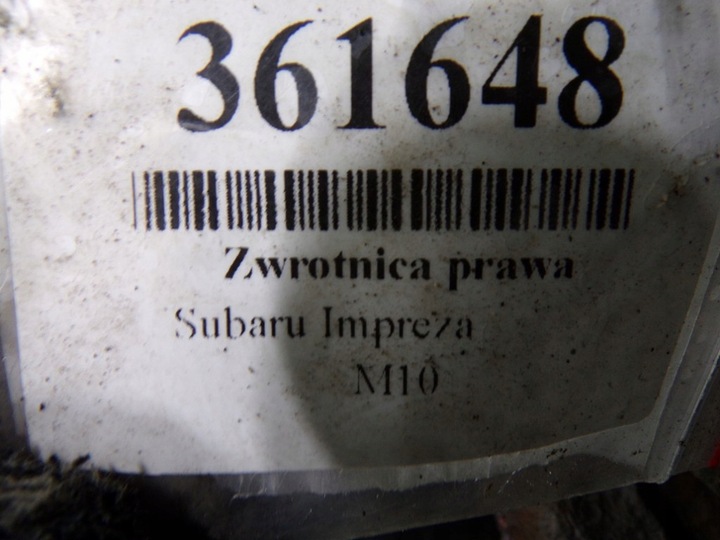 361648
Zwrotnica prawa
Subaru Impreza
M10